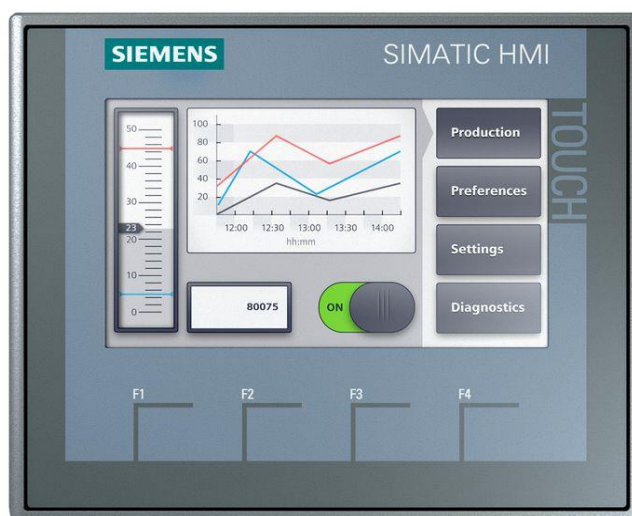 SIEMENS
SIMATIC HMI
TOUCH
50
40
30
23
20
10
0
100
80
60
40
20
12:00 12:30 13:00 13:30 14:00
hh:mm
80075
ON
Production
Preferences
Settings
Diagnostics
F1 F2 F3 F4